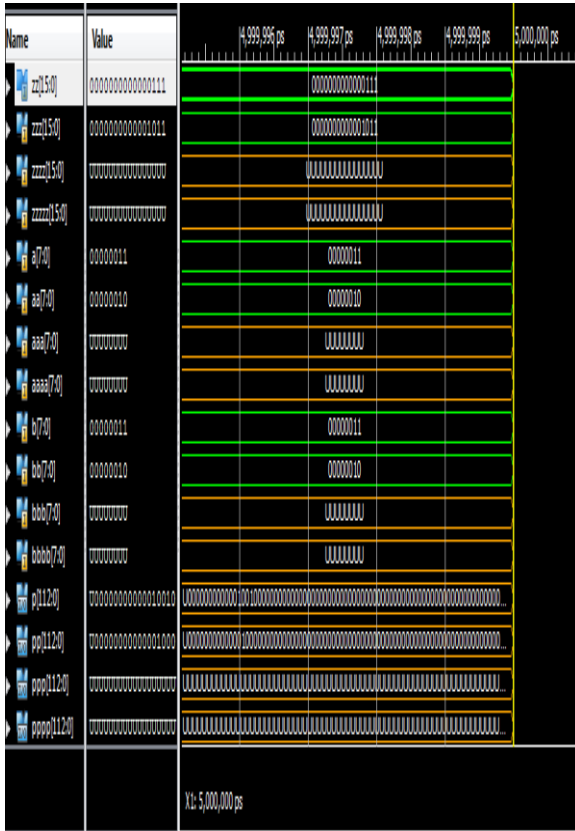 Name Value 4,999,996 ps 4,999,997 ps 4,999,998 ps 4,999,999 ps 5,000,000 ps
zz[15:0] 0000000000000111 0000000000000111
zzz[15:0] 0000000000001011 0000000000001011
zzzz[15:0] UUUUUUUUUUUUUUUU UUUUUUUUUUUUUUUU
zzzzz[15:0] UUUUUUUUUUUUUUUU UUUUUUUUUUUUUUUU
a[7:0] 00000011 00000011
aa[7:0] 00000010 00000010
aaa[7:0] UUUUUUUU UUUUUUUU
aaaa[7:0] UUUUUUUU UUUUUUUU
b[7:0] 00000011 00000011
bb[7:0] 00000010 00000010
bbb[7:0] UUUUUUUU UUUUUUUU
bbbb[7:0] UUUUUUUU UUUUUUUU
p[112:0]
pp[112:0]
ppp[112:0]
pppp[112:0]
X1: 5,000,000 ps